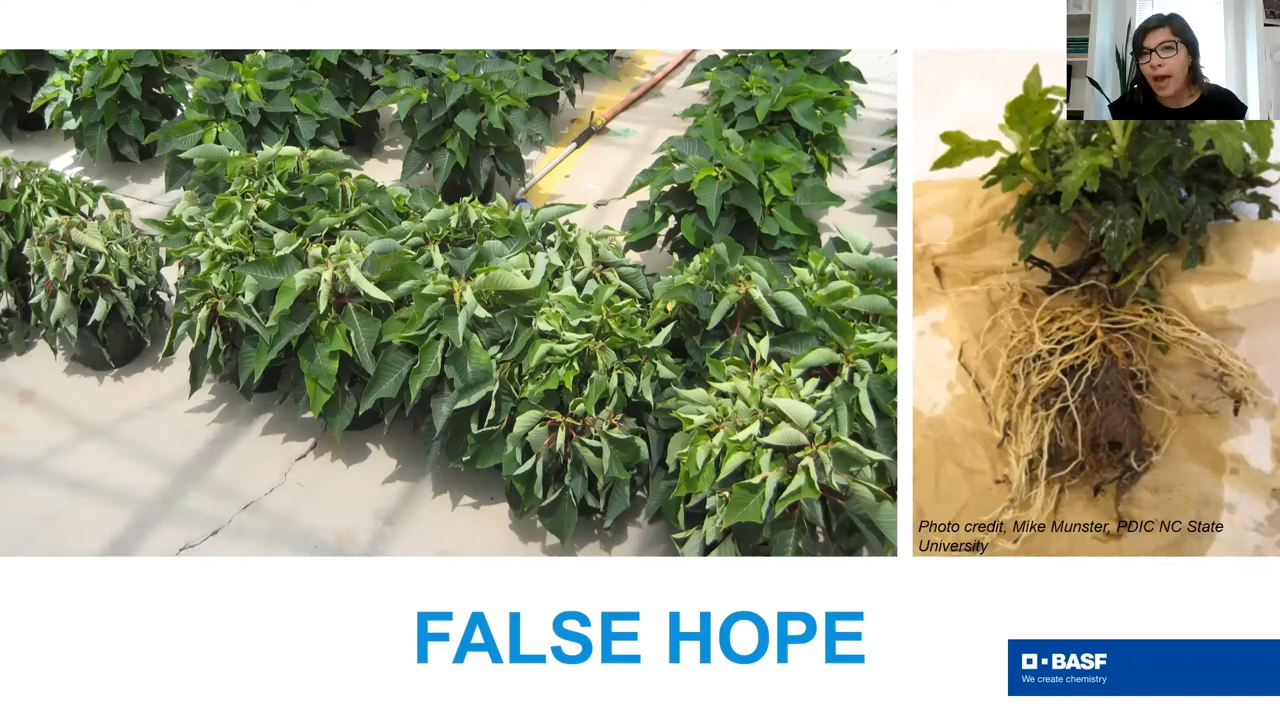 Photo credit, Mike Munster, PDIC NC State
University
FALSE HOPE
BASF
We create chemistry